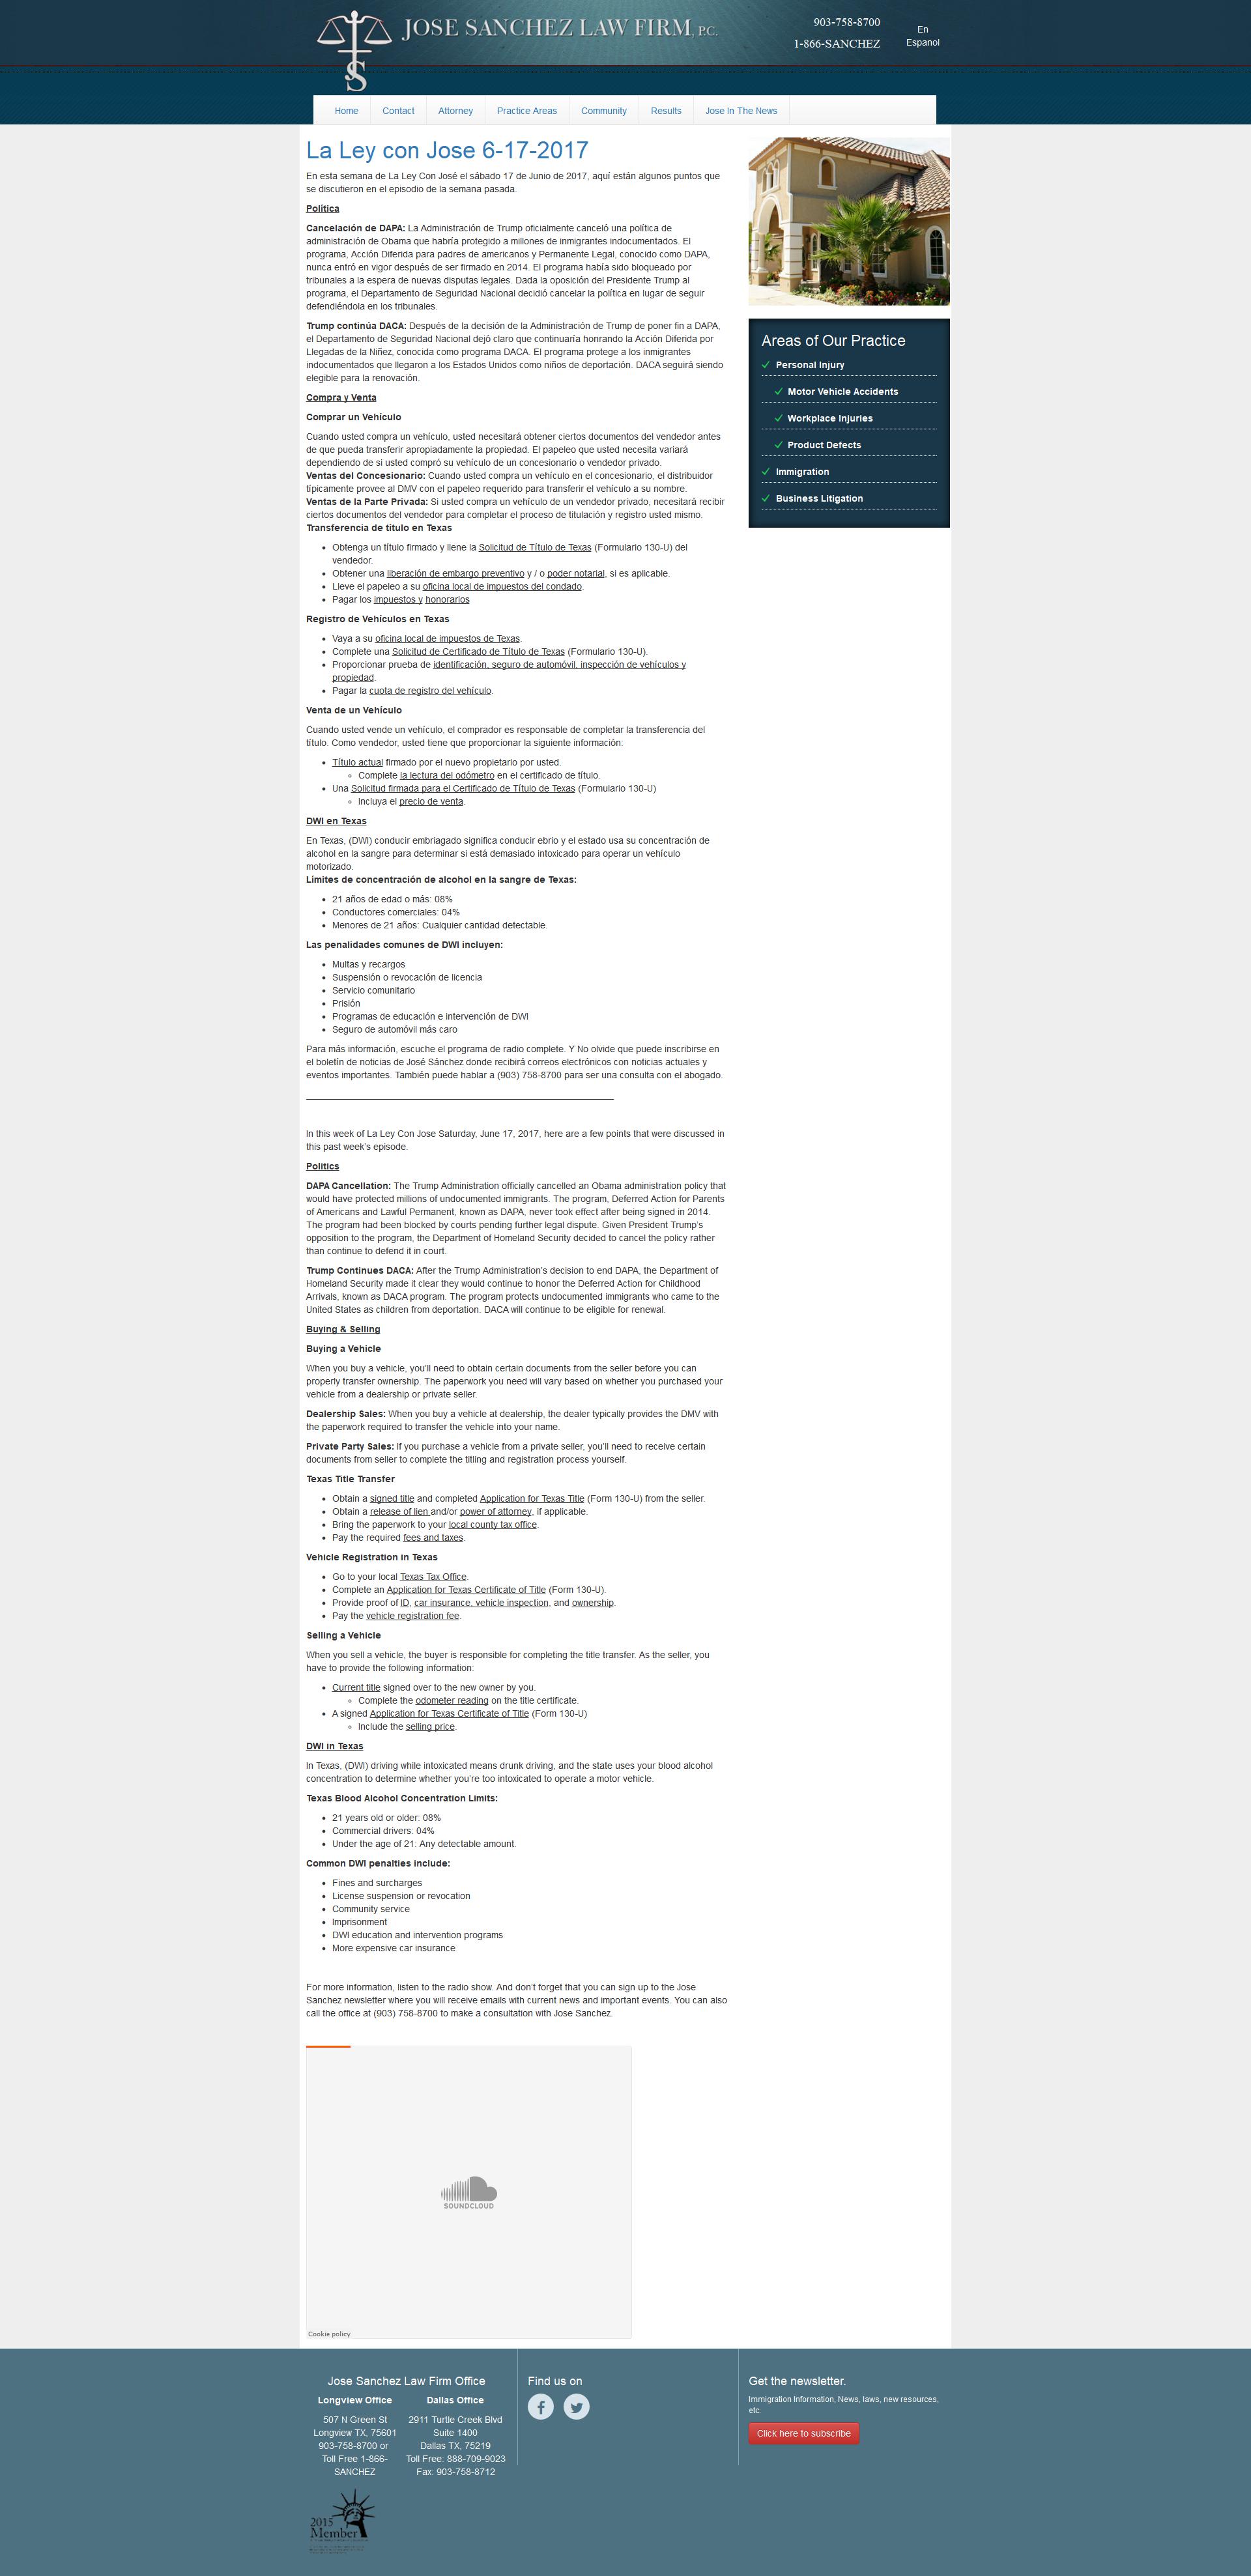 JOSE SANCHEZ LAW FIRM, P.C.
903-758-8700
1-866-SANCHEZ
En
Espanol
Home Contact Attorney Practice Areas Community Results Jose In The News
La Ley con Jose 6-17-2017
En esta semana de La Ley Con José el sábado 17 de Junio de 2017, aquí están algunos puntos que
se discutieron en el episodio de la semana pasada.
Política
Cancelación de DAPA: La Administración de Trump oficialmente canceló una política de
administración de Obama que habría protegido a millones de inmigrantes indocumentados. El
programa, Acción Diferida para padres de americanos y Permanente Legal, conocido como DAPA,
nunca entró en vigor después de ser firmado en 2014. El programa había sido bloqueado por
tribunales a la espera de nuevas disputas legales. Dada la oposición del Presidente Trump al
programa, el Departamento de Seguridad Nacional decidió cancelar la política en lugar de seguir
defendiéndola en los tribunales.
Trump continúa DACA: Después de la decisión de la Administración de Trump de poner fin a DAPA,
el Departamento de Seguridad Nacional dejó claro que continuaría honrando la Acción Diferida por
Llegadas de la Niñez, conocida como programa DACA. El programa protege a los inmigrantes
indocumentados que llegaron a los Estados Unidos como niños de deportación. DACA seguirá siendo
elegible para la renovación.
Compra y Venta
Comprar un Vehículo
Cuando usted compra un vehículo, usted necesitará obtener ciertos documentos del vendedor antes
de que pueda transferir apropiadamente la propiedad. El papeleo que usted necesita variará
dependiendo de si usted compró su vehículo de un concesionario o vendedor privado.
Ventas del Concesionario: Cuando usted compra un vehículo en el concesionario, el distribuidor
típicamente provee al DMV con el papeleo requerido para transferir el vehículo a su nombre.
Ventas de la Parte Privada: Si usted compra un vehículo de un vendedor privado, necesitará recibir
ciertos documentos del vendedor para completar el proceso de titulación y registro usted mismo.
Transferencia de título en Texas
• Obtenga un título firmado y llene la Solicitud de Título de Texas (Formulario 130-U) del
vendedor.
• Obtener una liberación de embargo preventivo y / o poder notarial, si es aplicable.
• Lleve el papeleo a su oficina local de impuestos del condado.
• Pagar los impuestos y honorarios
Registro de Vehículos en Texas
• Vaya a su oficina local de impuestos de Texas.
• Complete una Solicitud de Certificado de Título de Texas (Formulario 130-U).
• Proporcionar prueba de identificación, seguro de automóvil, inspección de vehículos y
propiedad.
• Pagar la cuota de registro del vehículo.
Venta de un Vehículo
Cuando usted vende un vehículo, el comprador es responsable de completar la transferencia del
título. Como vendedor, usted tiene que proporcionar la siguiente información:
• Título actual firmado por el nuevo propietario por usted.
◦ Complete la lectura del odómetro en el certificado de título.
• Una Solicitud firmada para el Certificado de Título de Texas (Formulario 130-U)
◦ Incluya el precio de venta.
DWI en Texas
En Texas, (DWI) conducir embriagado significa conducir ebrio y el estado usa su concentración de
alcohol en la sangre para determinar si está demasiado intoxicado para operar un vehículo
motorizado.
Límites de concentración de alcohol en la sangre de Texas:
• 21 años de edad o más: 08%
• Conductores comerciales: 04%
• Menores de 21 años: Cualquier cantidad detectable.
Las penalidades comunes de DWI incluyen:
• Multas y recargos
• Suspensión o revocación de licencia
• Servicio comunitario
• Prisión
• Programas de educación e intervención de DWI
• Seguro de automóvil más caro
Para más información, escuche el programa de radio complete. Y No olvide que puede inscribirse en
el boletín de noticias de José Sánchez donde recibirá correos electrónicos con noticias actuales y
eventos importantes. También puede hablar a (903) 758-8700 para ser una consulta con el abogado.
In this week of La Ley Con Jose Saturday, June 17, 2017, here are a few points that were discussed in
this past week's episode.
Politics
DAPA Cancellation: The Trump Administration officially cancelled an Obama administration policy that
would have protected millions of undocumented immigrants. The program, Deferred Action for Parents
of Americans and Lawful Permanent, known as DAPA, never took effect after being signed in 2014.
The program had been blocked by courts pending further legal dispute. Given President Trump's
opposition to the program, the Department of Homeland Security decided to cancel the policy rather
than continue to defend it in court.
Trump Continues DACA: After the Trump Administration's decision to end DAPA, the Department of
Homeland Security made it clear they would continue to honor the Deferred Action for Childhood
Arrivals, known as DACA program. The program protects undocumented immigrants who came to the
United States as children from deportation. DACA will continue to be eligible for renewal.
Buying & Selling
Buying a Vehicle
When you buy a vehicle, you'll need to obtain certain documents from the seller before you can
properly transfer ownership. The paperwork you need will vary based on whether you purchased your
vehicle from a dealership or private seller.
Dealership Sales: When you buy a vehicle at dealership, the dealer typically provides the DMV with
the paperwork required to transfer the vehicle into your name.
Private Party Sales: If you purchase a vehicle from a private seller, you'll need to receive certain
documents from seller to complete the titling and registration process yourself.
Texas Title Transfer
• Obtain a signed title and completed Application for Texas Title (Form 130-U) from the seller.
• Obtain a release of lien and/or power of attorney, if applicable.
• Bring the paperwork to your local county tax office.
• Pay the required fees and taxes.
Vehicle Registration in Texas
• Go to your local Texas Tax Office.
• Complete an Application for Texas Certificate of Title (Form 130-U).
• Provide proof of ID, car insurance, vehicle inspection, and ownership.
• Pay the vehicle registration fee.
Selling a Vehicle
When you sell a vehicle, the buyer is responsible for completing the title transfer. As the seller, you
have to provide the following information:
• Current title signed over to the new owner by you.
◦ Complete the odometer reading on the title certificate.
• A signed Application for Texas Certificate of Title (Form 130-U)
◦ Include the selling price.
DWI in Texas
In Texas, (DWI) driving while intoxicated means drunk driving, and the state uses your blood alcohol
concentration to determine whether you're too intoxicated to operate a motor vehicle.
Texas Blood Alcohol Concentration Limits:
• 21 years old or older: 08%
• Commercial drivers: 04%
• Under the age of 21: Any detectable amount.
Common DWI penalties include:
• Fines and surcharges
• License suspension or revocation
• Community service
• Imprisonment
• DWI education and intervention programs
• More expensive car insurance
For more information, listen to the radio show. And don't forget that you can sign up to the Jose
Sanchez newsletter where you will receive emails with current news and important events. You can also
call the office at (903) 758-8700 to make a consultation with Jose Sanchez.
SOUNDCLOUD
Cookie policy
Areas of Our Practice
Personal Injury
Motor Vehicle Accidents
Workplace Injuries
Product Defects
Immigration
Business Litigation
Jose Sanchez Law Firm Office
Longview Office
507 N Green St
Longview TX, 75601
903-758-8700 or
Toll Free 1-866-
SANCHEZ
Dallas Office
2911 Turtle Creek Blvd
Suite 1400
Dallas TX, 75219
Toll Free: 888-709-9023
Fax: 903-758-8712
2015
Member
Find us on
Get the newsletter.
Immigration Information, News, laws, new resources,
etc.
Click here to subscribe